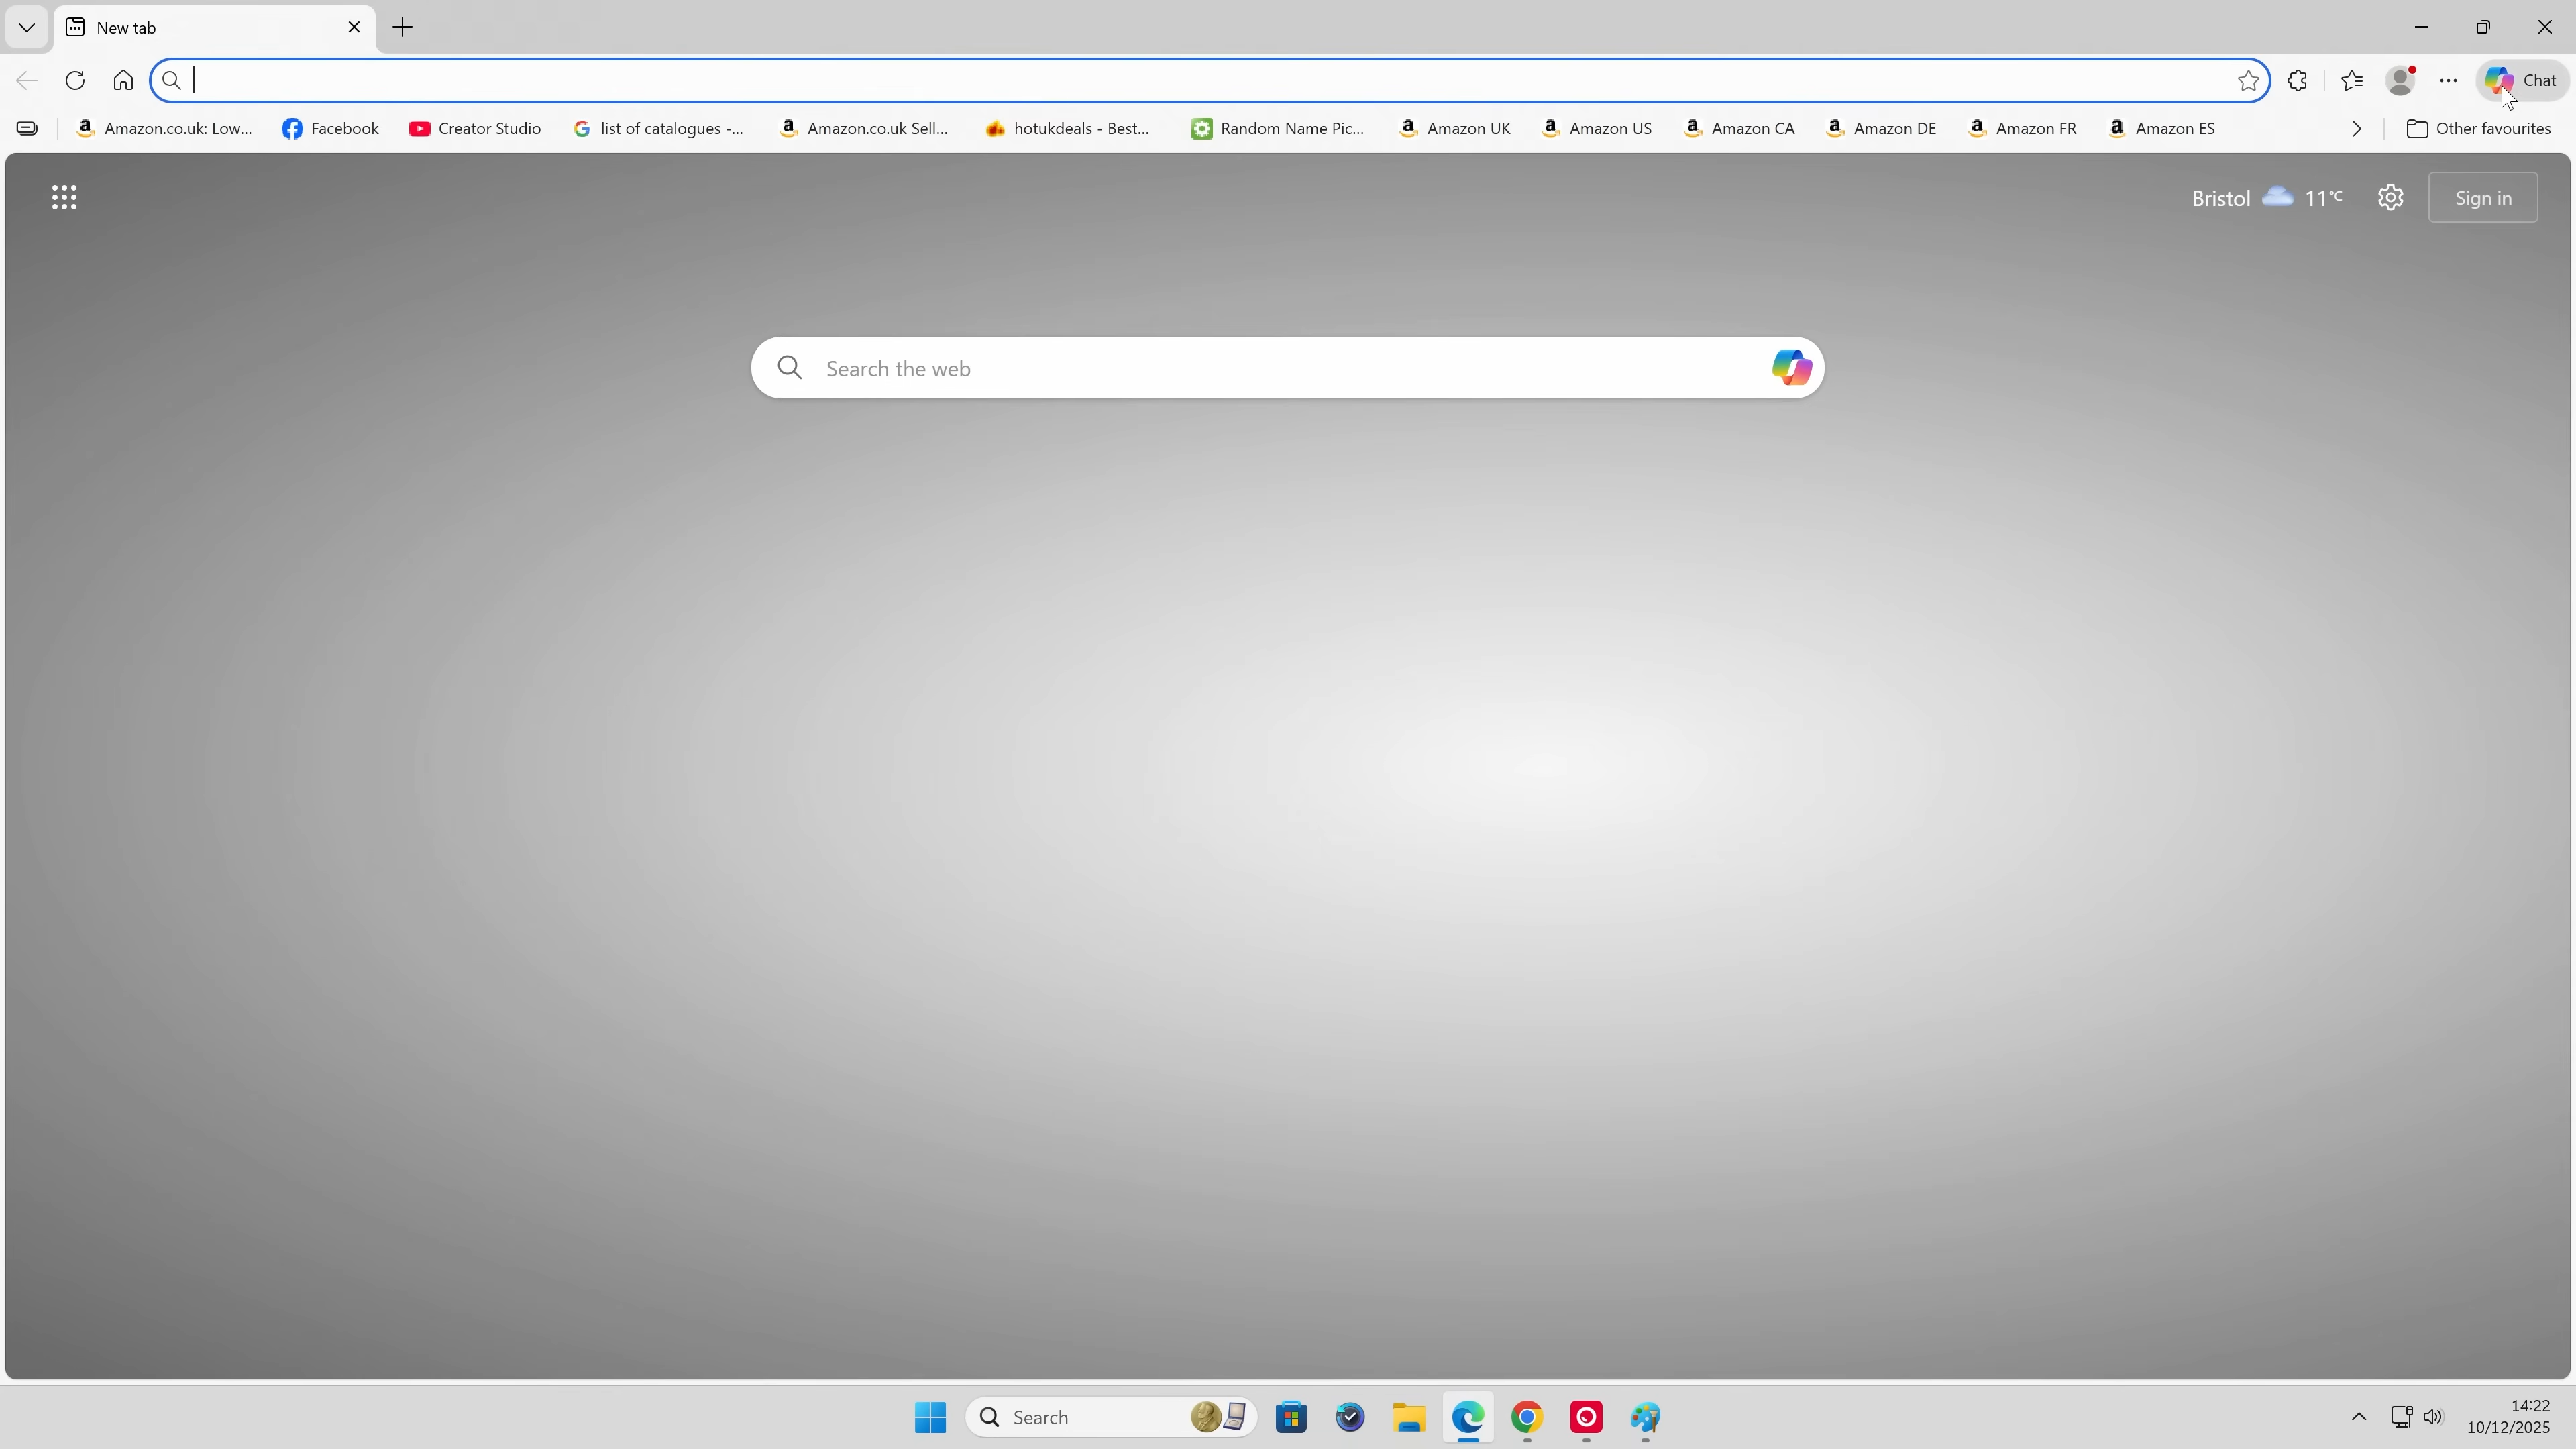 New tab
Chat
Amazon.co.uk: Low... Facebook Creator Studio list of catalogues -... Amazon.co.uk Sell... hotukdeals - Best... Random Name Pic... Amazon UK Amazon US Amazon CA Amazon DE Amazon FR Amazon ES Other favourites
Bristol 11°C Sign in
Search the web
Search
14:22
10/12/2025